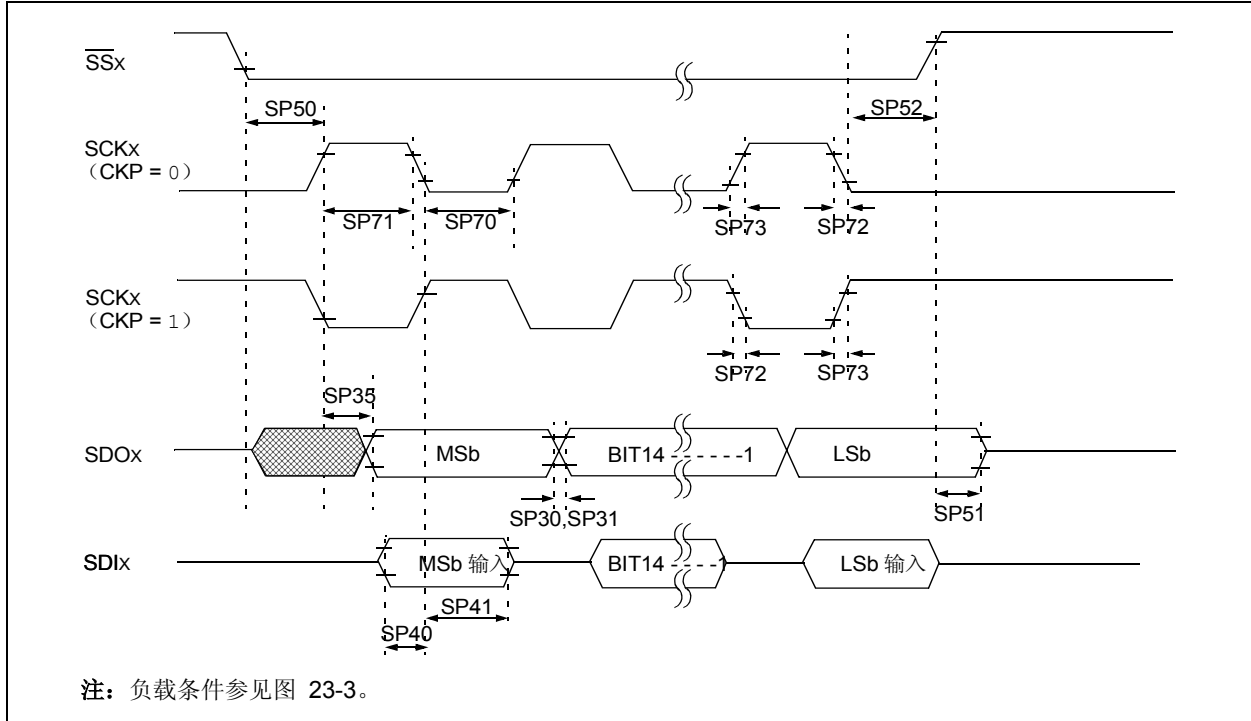 SSx
SP50
SP52
SCKx
（CKP = 0）
SP71
SP70
SP73
SP72
SCKx
（CKP = 1）
SP72
SP73
SP35
SDOx
MSb
BIT14 - - - - - -1
LSb
SP30,SP31
SP51
SDIx
MSb 输入
BIT14 - - - - 1
LSb 输入
SP41
SP40
注：负载条件参见图 23-3。